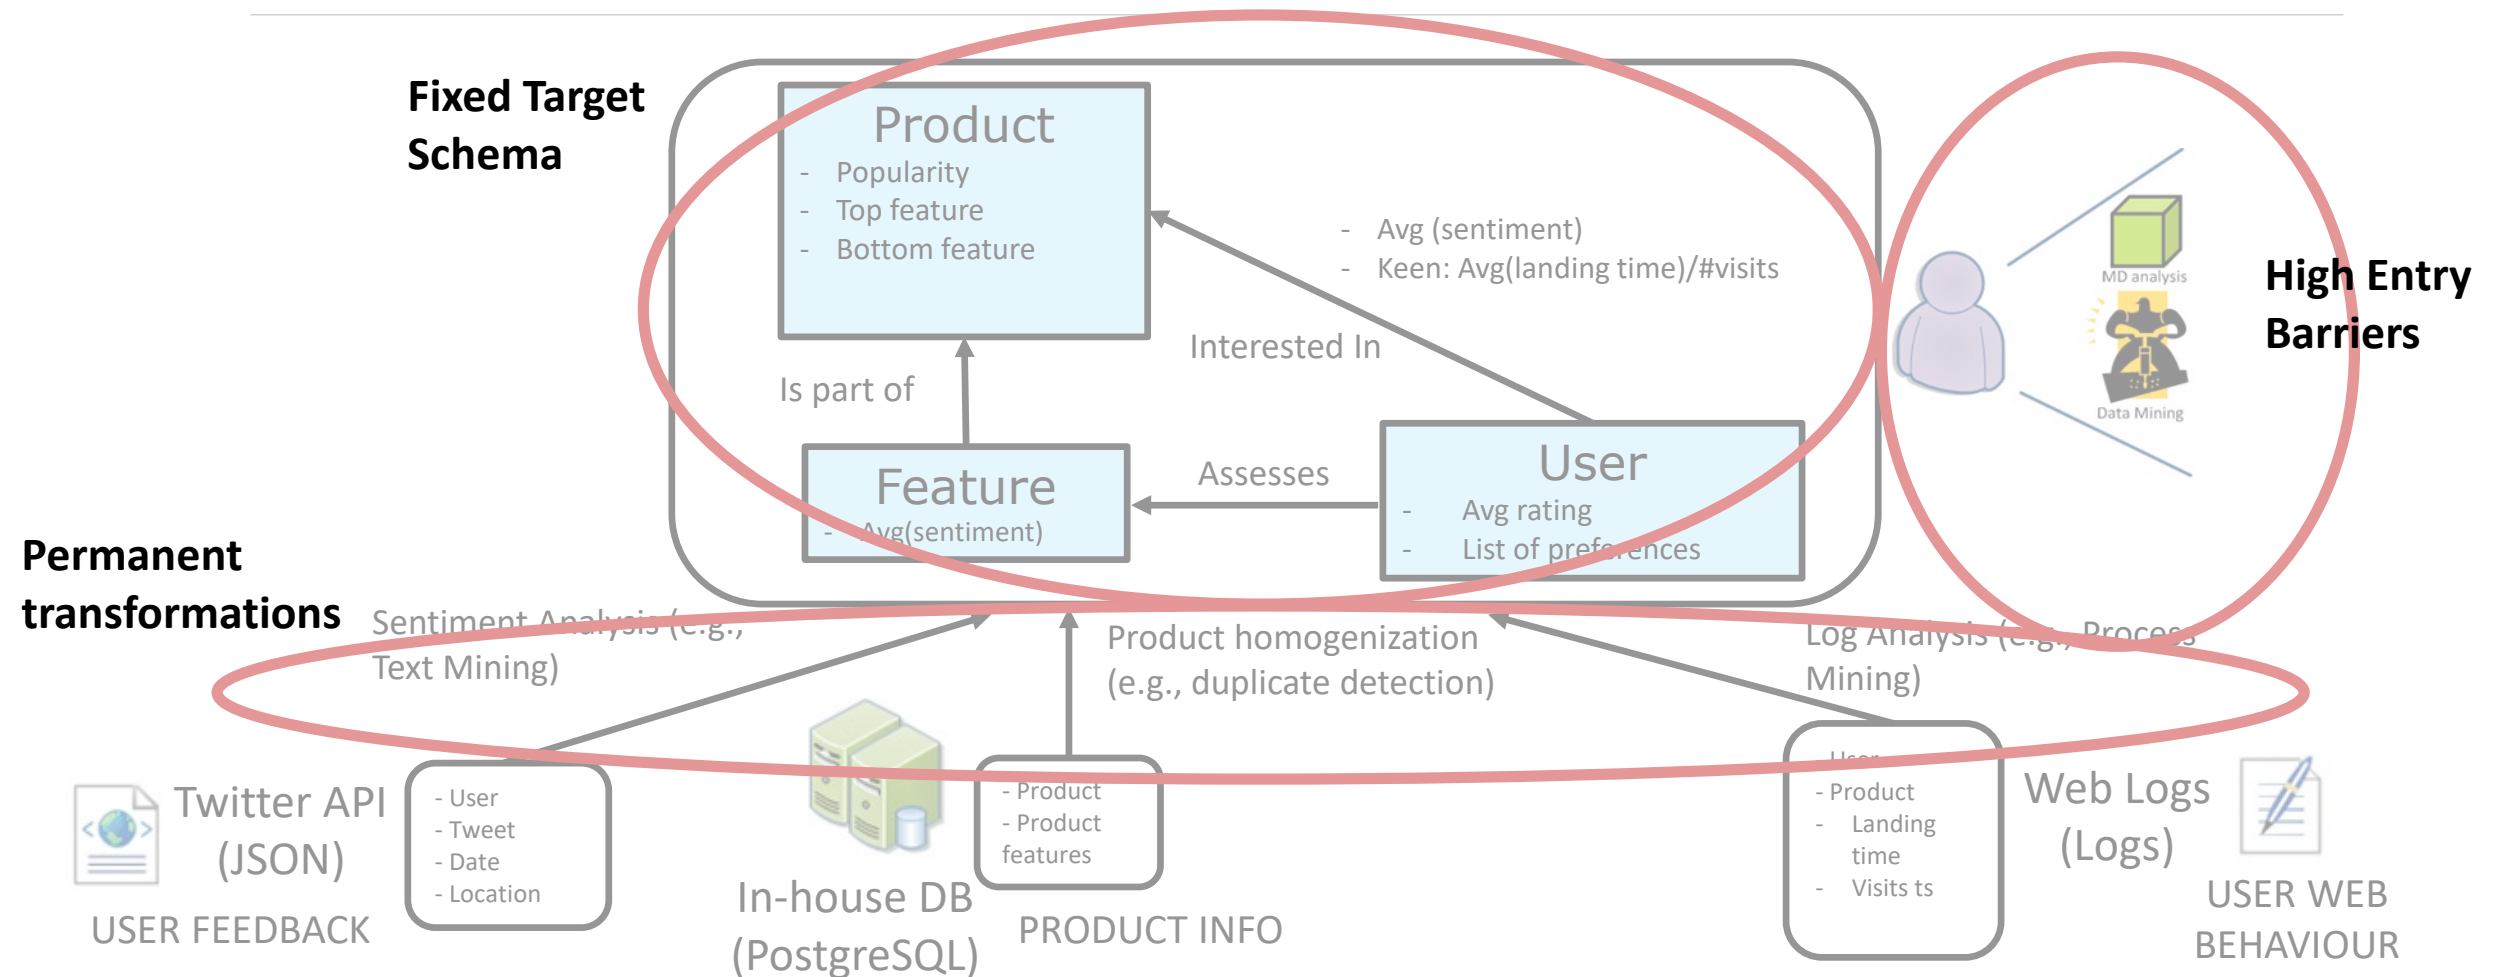 Fixed Target
Schema
Product
- Popularity
- Top feature
- Bottom feature
- Avg (sentiment)
- Keen: Avg(landing time)/#visits
MD analysis
High Entry
Barriers
Interested In
Is part of
Data Mining
Feature
- Avg(sentiment)
Assesses
User
- Avg rating
- List of preferences
Permanent
transformations
Sentiment Analysis (e.g.,
Text Mining)
Product homogenization
(e.g., duplicate detection)
Log Analysis (e.g., Process
Mining)
Twitter API
(JSON)
USER FEEDBACK
- User
- Tweet
- Date
- Location
In-house DB
(PostgreSQL)
- Product
- Product
features
PRODUCT INFO
- User
- Product
- Landing
time
- Visits ts
Web Logs
(Logs)
USER WEB
BEHAVIOUR